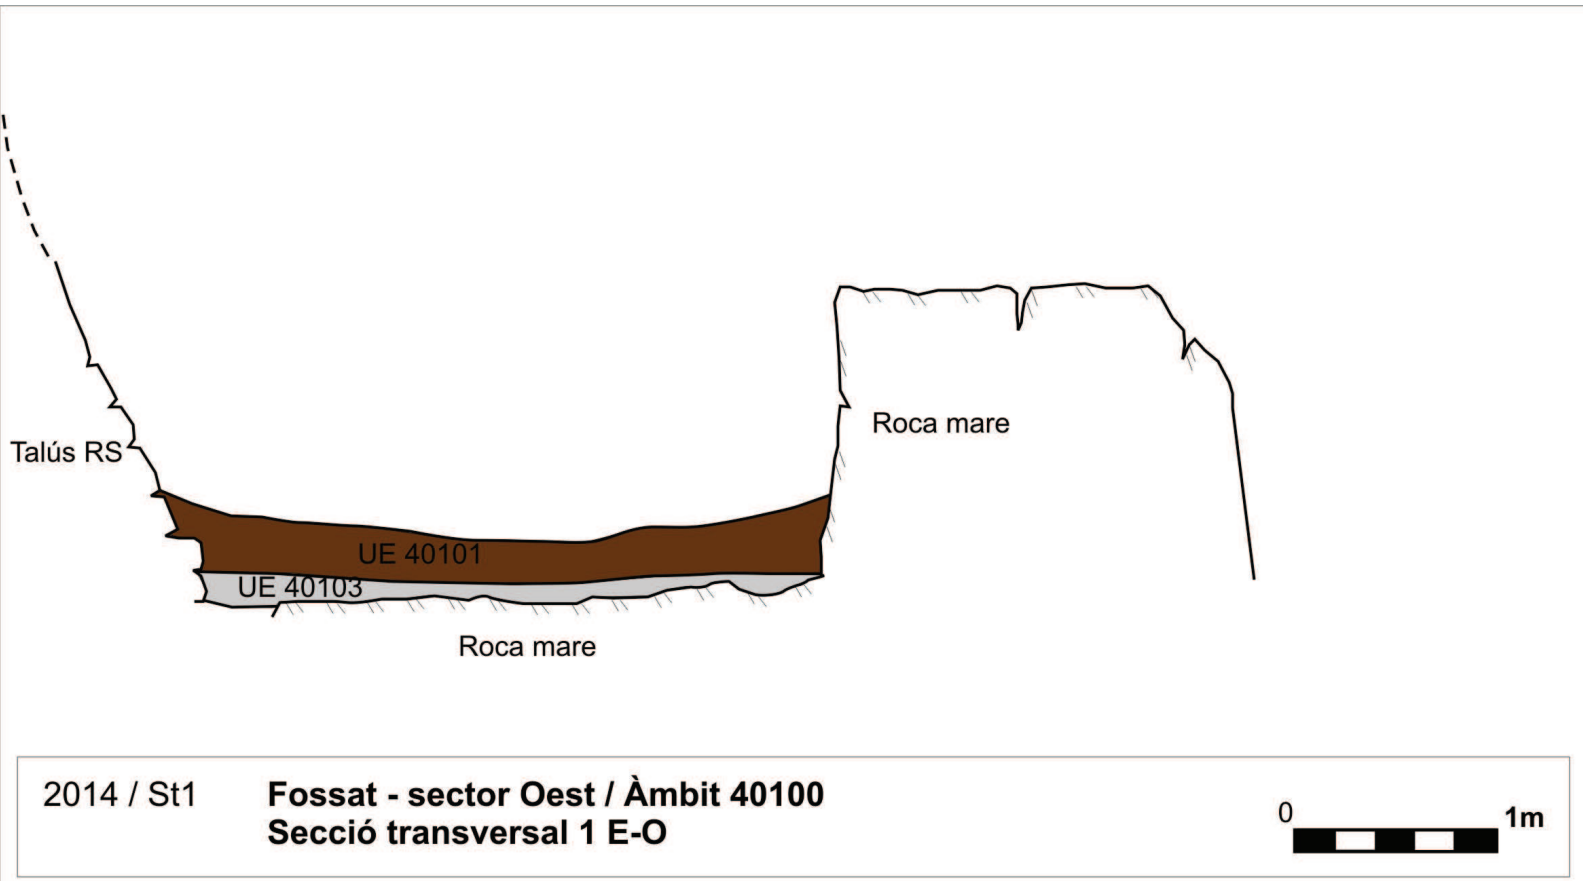 Roca mare
Talús RS
UE 40101
UE 40103
Roca mare
2014 / St1
Fossat - sector Oest / Àmbit 40100
Secció transversal 1 E-O
0
1m